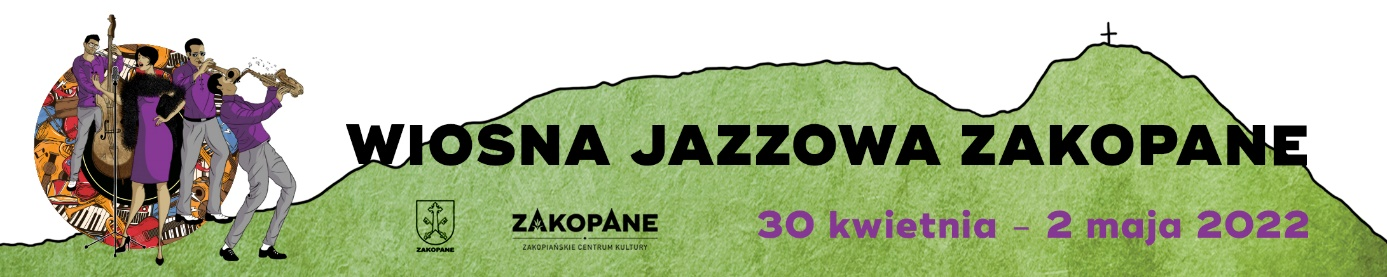 WIOSNA JAZZOWA ZAKOPANE
ZAKOPANE
ZAKOPANE
ZAKOPIAŃSKIE CENTRUM KULTURY
30 kwietnia – 2 maja 2022